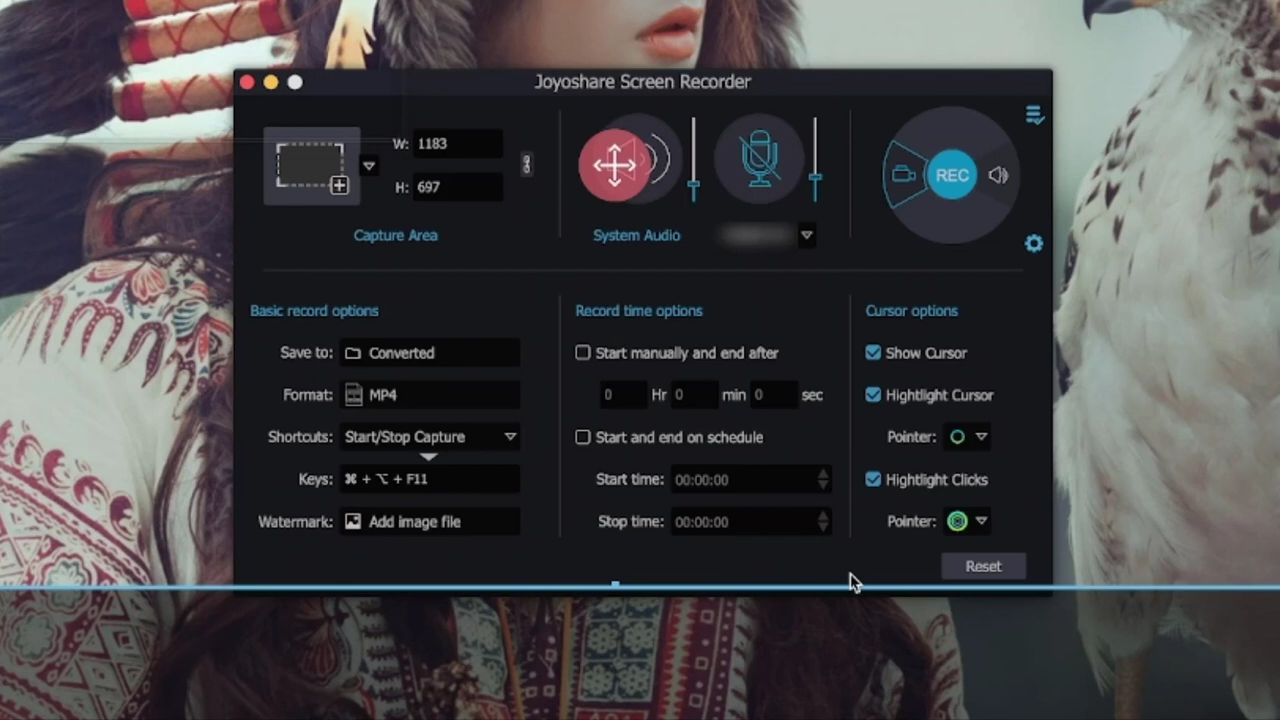 Joyoshare Screen Recorder
W: 1183
H: 697
REC
Capture Area
System Audio
Basic record options
Save to: Converted
Format: MP4
Shortcuts: Start/Stop Capture
Keys: ⌘ + ⌥ + F11
Watermark: Add image file
Record time options
Start manually and end after
0 Hr 0 min 0 sec
Start and end on schedule
Start time: 00:00:00
Stop time: 00:00:00
Cursor options
Show Cursor
Hightlight Cursor
Pointer:
Hightlight Clicks
Pointer:
Reset